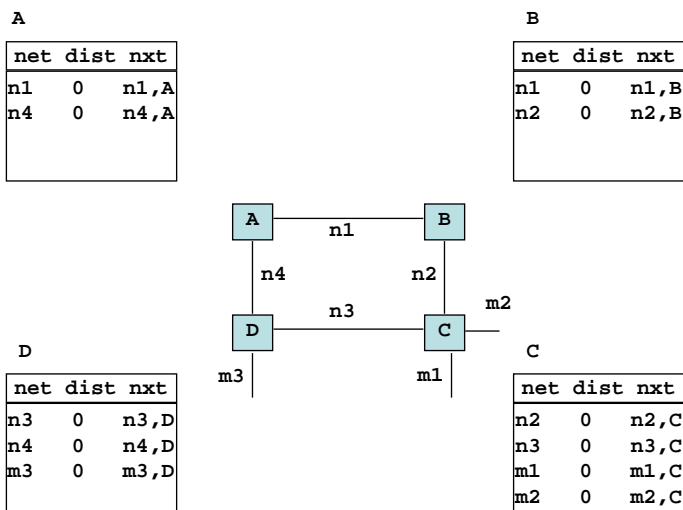 A
net dist nxt
n1 0 n1,A
n4 0 n4,A
B
net dist nxt
n1 0 n1,B
n2 0 n2,B
A
B
n1
n4
n2
m2
n3
D
C
m3
m1
D
net dist nxt
n3 0 n3,D
n4 0 n4,D
m3 0 m3,D
C
net dist nxt
n2 0 n2,C
n3 0 n3,C
m1 0 m1,C
m2 0 m2,C